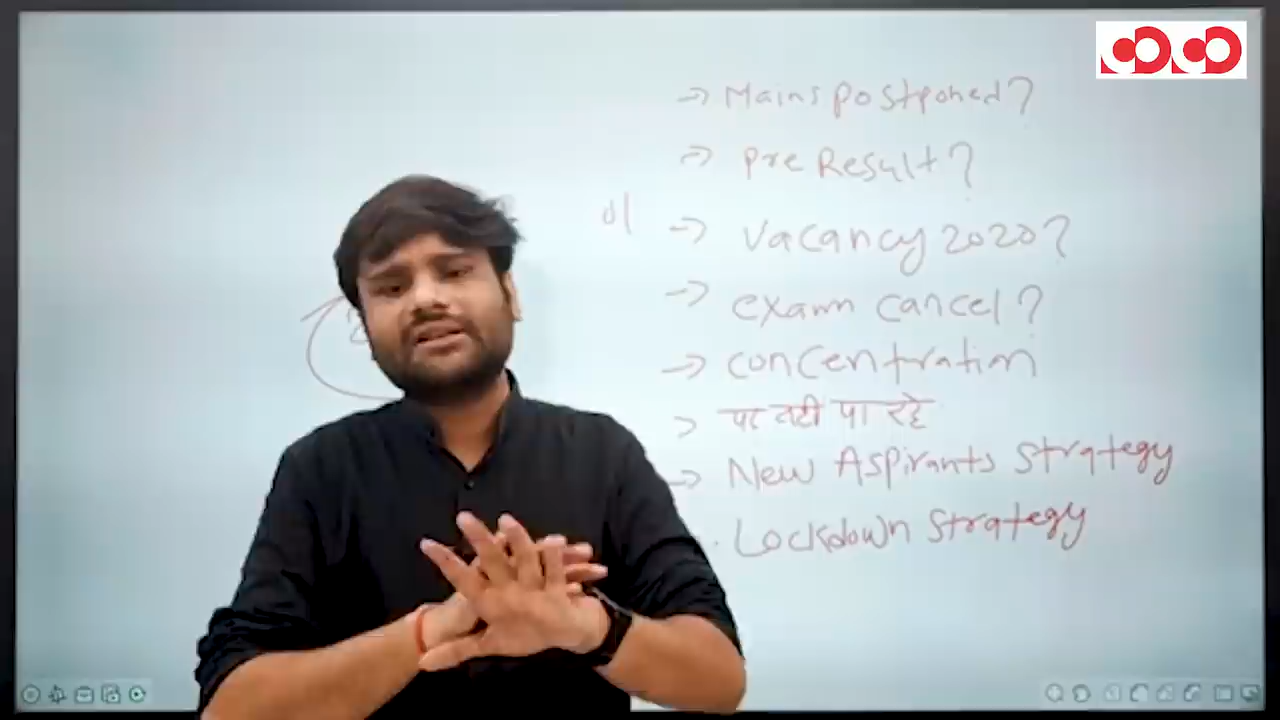 → Mains postponed?
→ Pre Result?
→ Vacancy 2020?
→ exam cancel?
→ concentration
> पढ नही पा रहे
→ New Aspirants Strategy
Lockdown Strategy